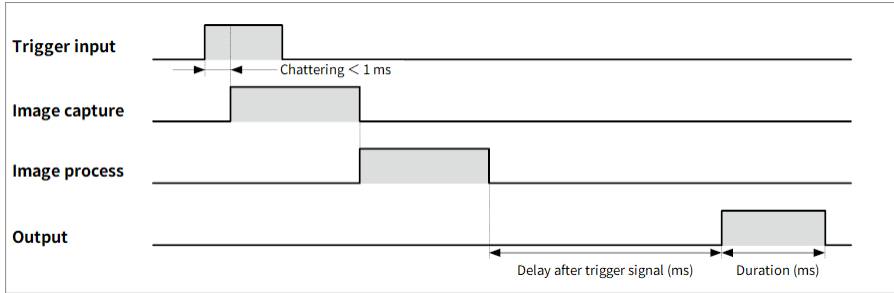 Trigger input
Chattering < 1 ms
Image capture
Image process
Output
Delay after trigger signal (ms)
Duration (ms)